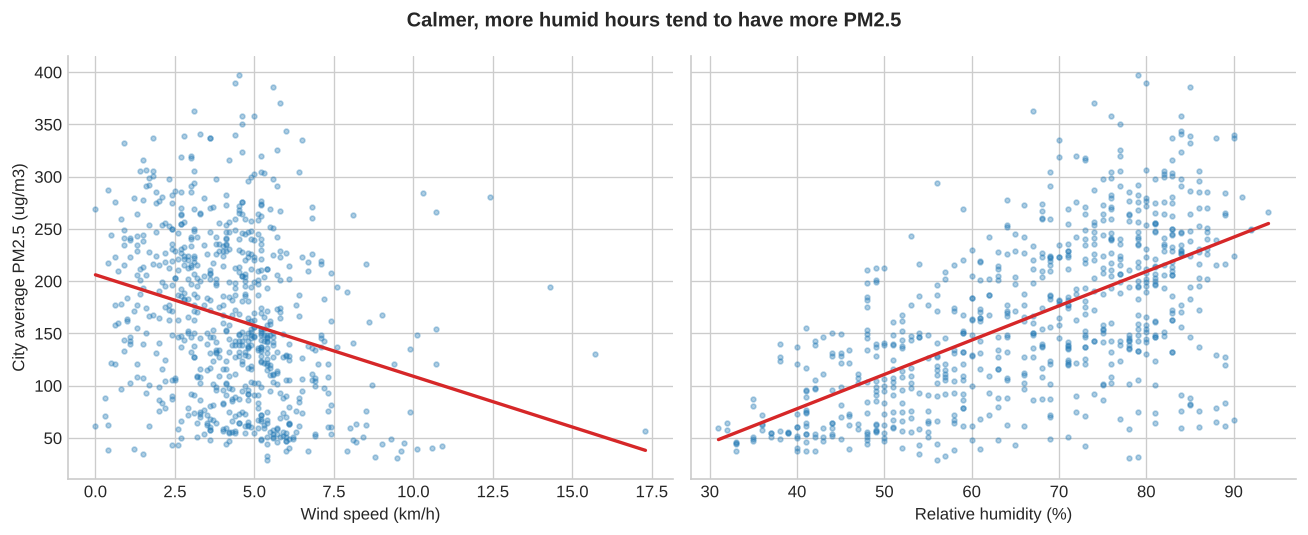 Calmer, more humid hours tend to have more PM2.5
City average PM2.5 (ug/m3)
400
350
300
250
200
150
100
50
0.0 2.5 5.0 7.5 10.0 12.5 15.0 17.5
Wind speed (km/h)
30 40 50 60 70 80 90
Relative humidity (%)